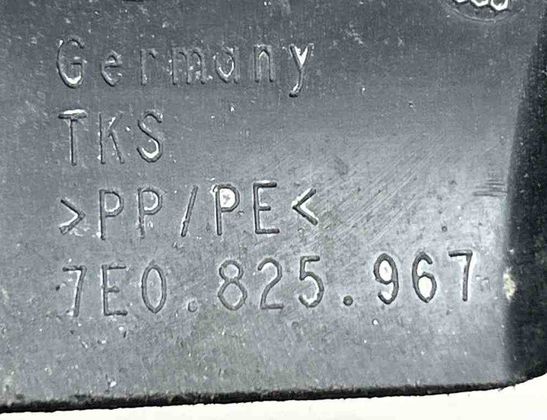 Germany
TKS
>PP/PE<
7E0.825.967